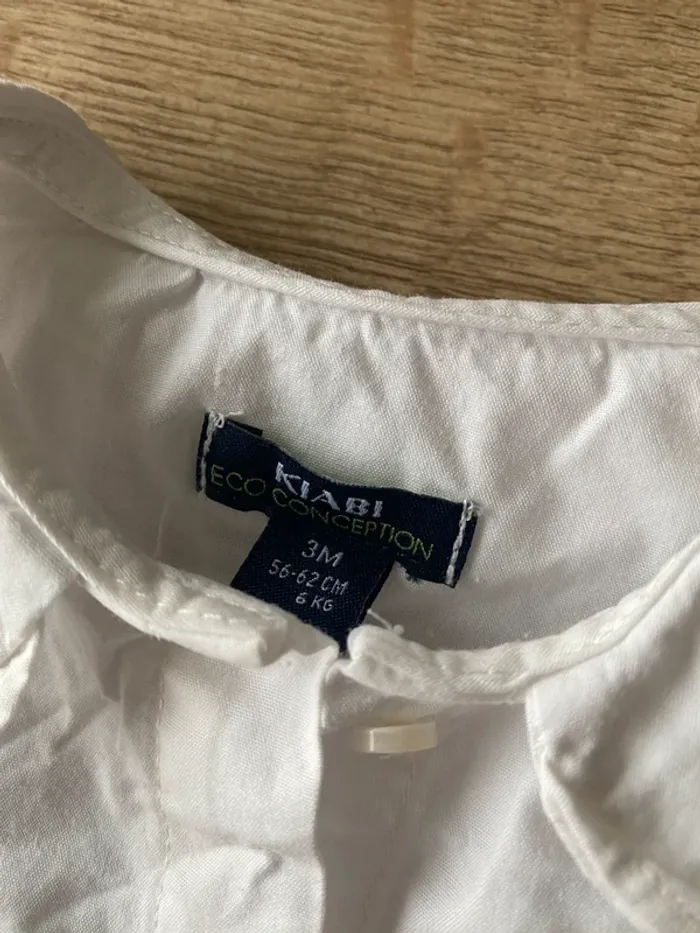 KIABI
ECO CONCEPTION
3M
56-62 CM
6 KG